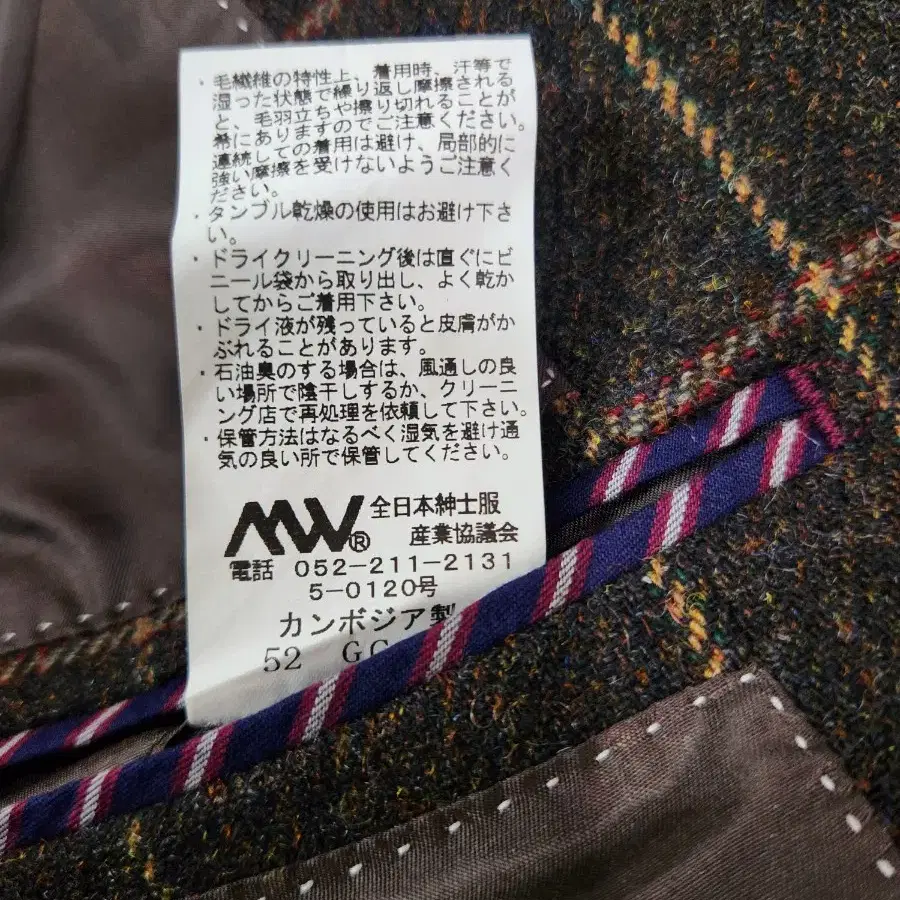 ・毛繊維の特性上、着用時、汗等で
湿った状態で繰り返し摩擦される
と、毛羽立ちや擦り切れることが
希にありますのでご注意ください。
連続しての着用は避け、局部的に
強い摩擦を受けないようご注意く
ださい。
・タンブル乾燥の使用はお避け下さ
い。
・ドライクリーニング後は直ぐにビ
ニール袋から取り出し、よく乾か
してからご着用下さい。
・ドライ液が残っていると皮膚がか
ぶれることがあります。
・石油臭のする場合は、風通しの良
い場所で陰干しするか、クリーニ
ング店で再処理を依頼して下さい。
・保管方法はなるべく湿気を避け通
気の良い所で保管してください。
MW® 全日本紳士服
産業協議会
電話 052-211-2131
5-0120号
カンボジア製
52 GC